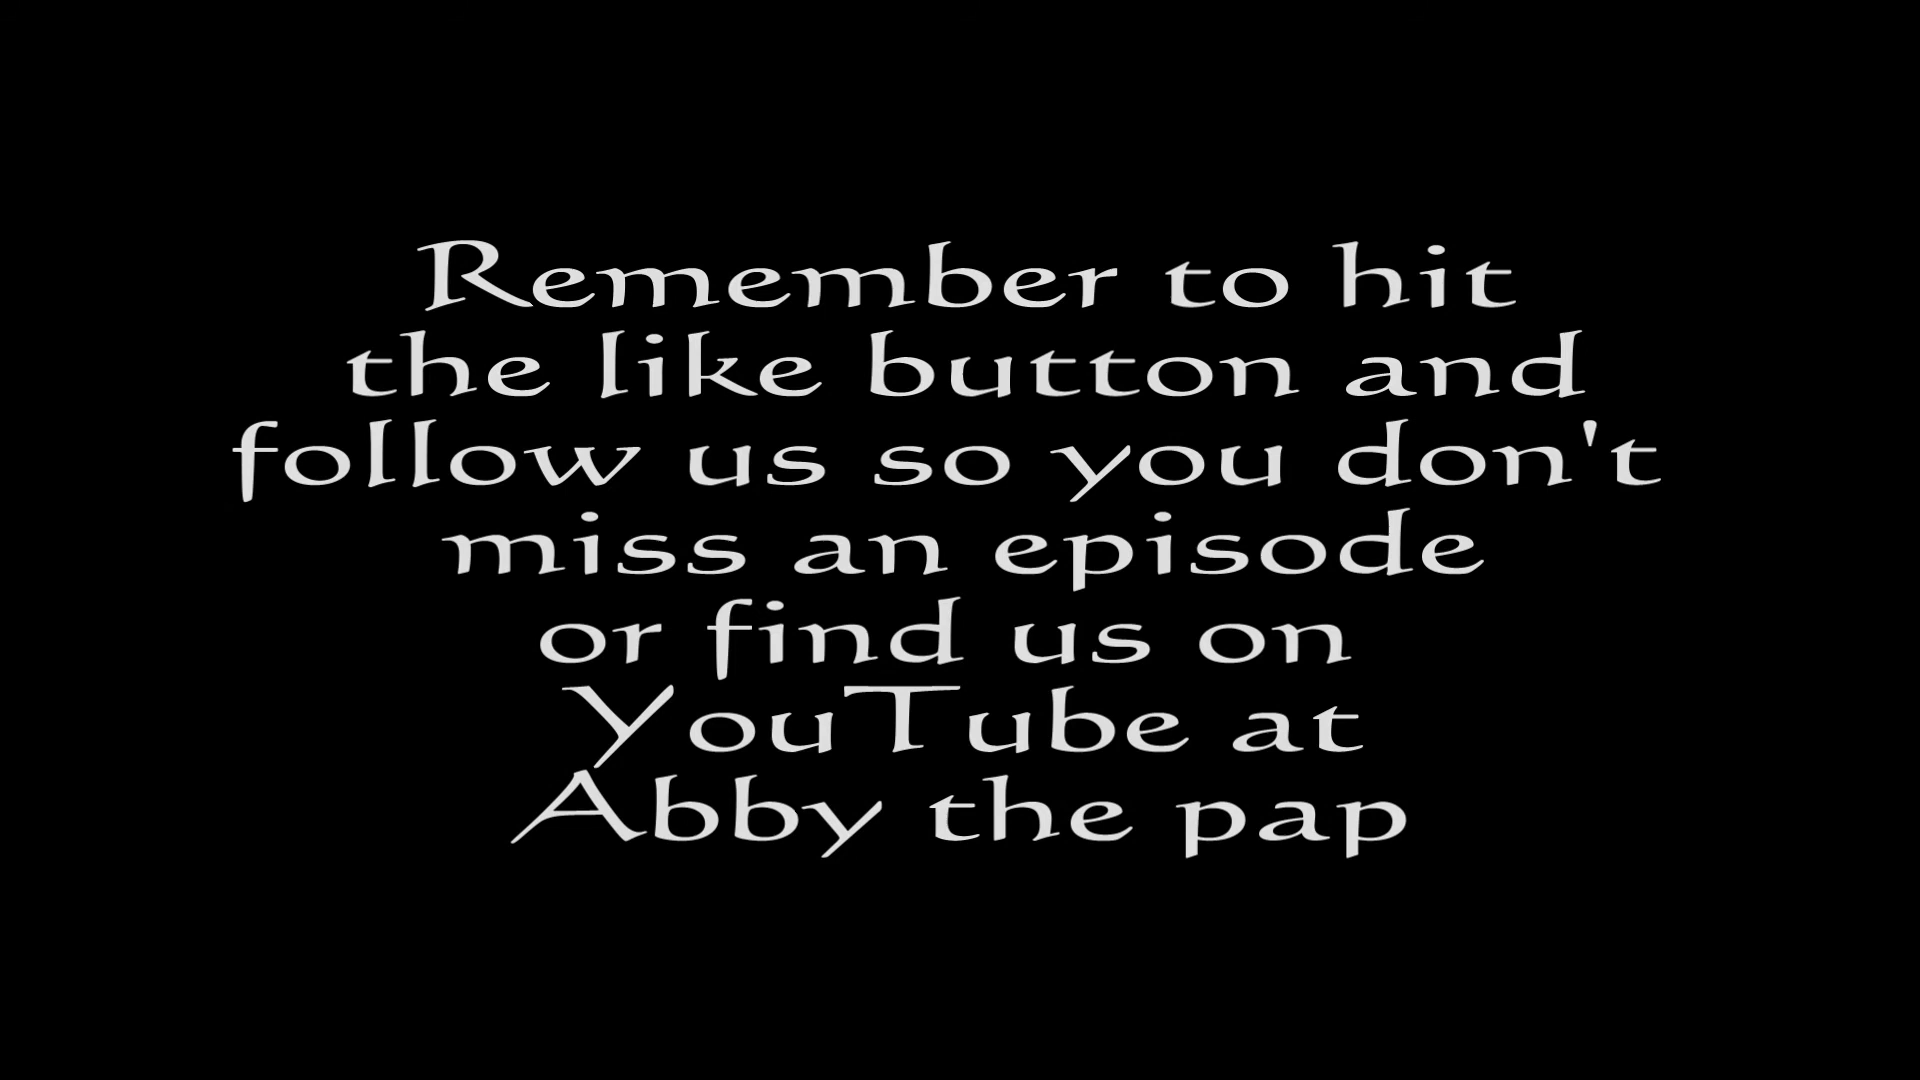 Remember to hit
the like button and
follow us so you don't
miss an episode
or find us on
YouTube at
Abby the pap